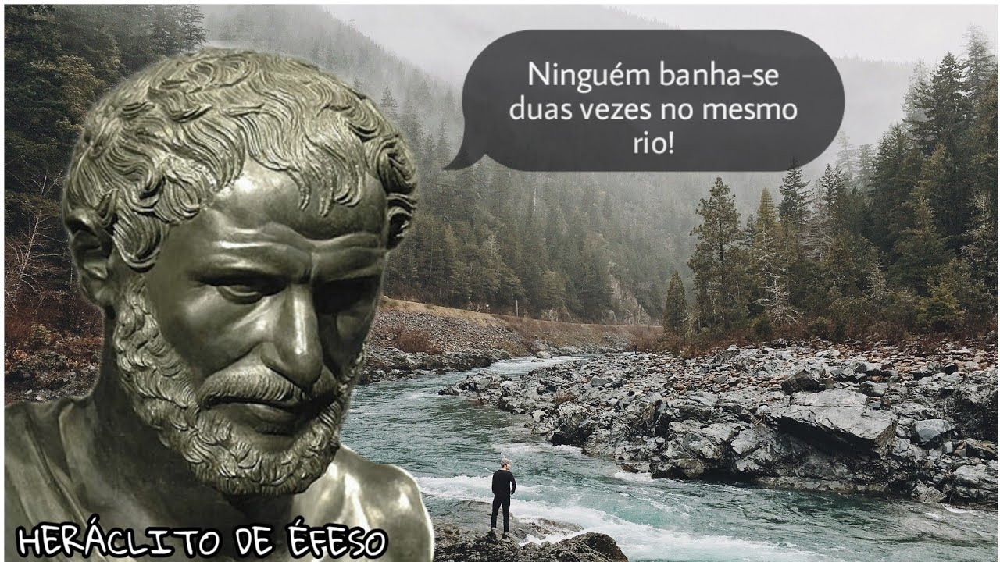 Ninguém banha-se
duas vezes no mesmo
rio!
HERÁCLITO DE ÉFESO